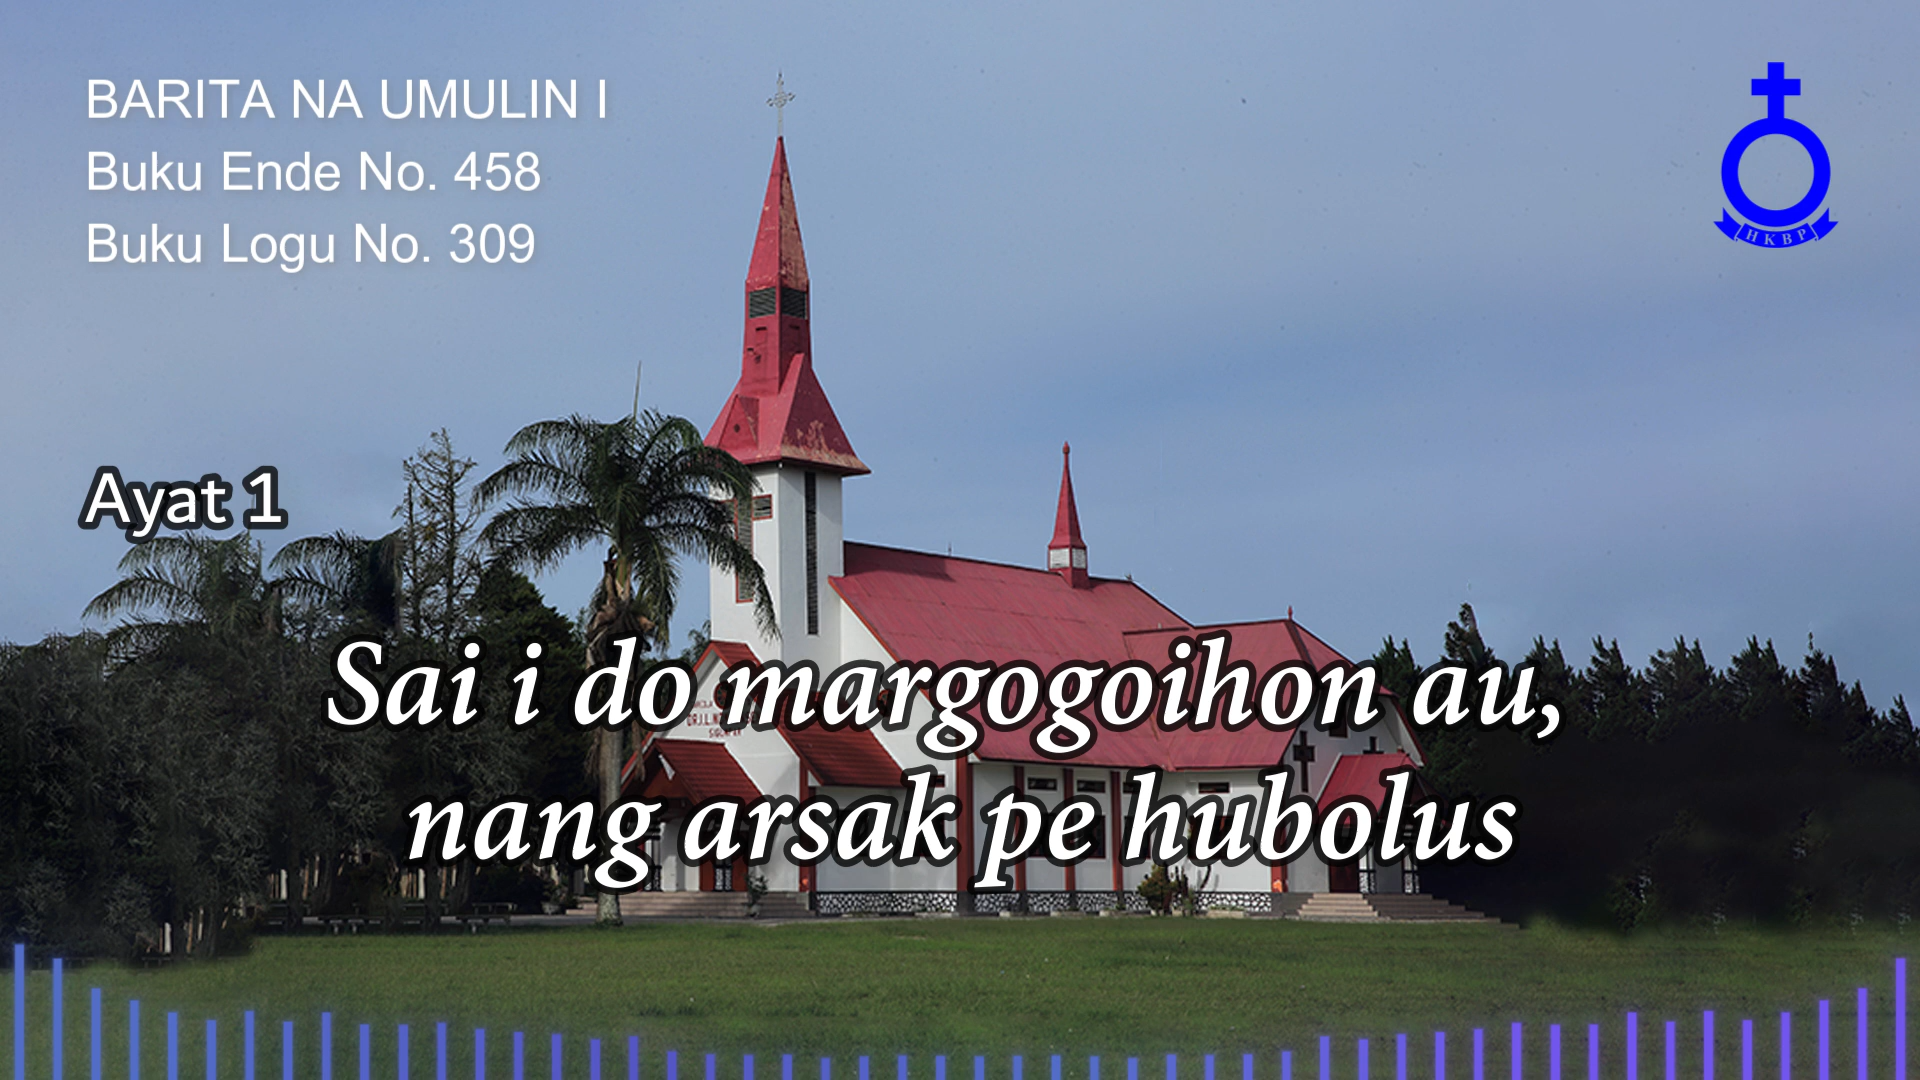 BARITA NA UMULIN I
Buku Ende No. 458
Buku Logu No. 309
HKBP
Ayat 1
Sai i do margogoihon au,
nang arsak pe hubolus